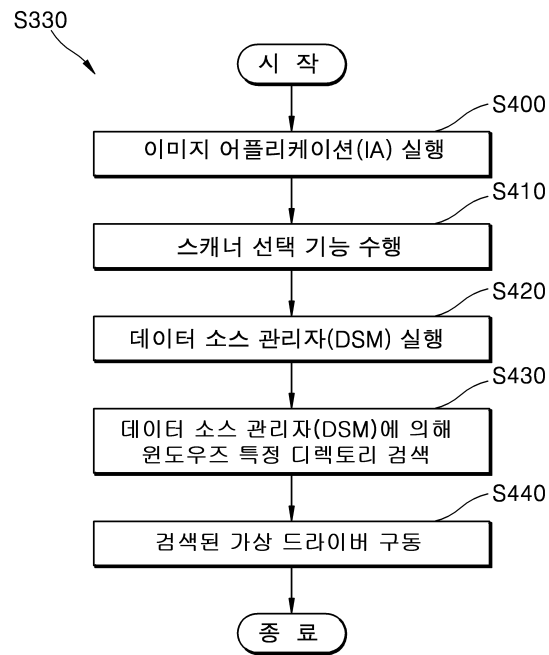 S330
시 작
S400
이미지 어플리케이션(IA) 실행
S410
스캐너 선택 기능 수행
S420
데이터 소스 관리자(DSM) 실행
S430
데이터 소스 관리자(DSM)에 의해
윈도우즈 특정 디렉토리 검색
S440
검색된 가상 드라이버 구동
종 료